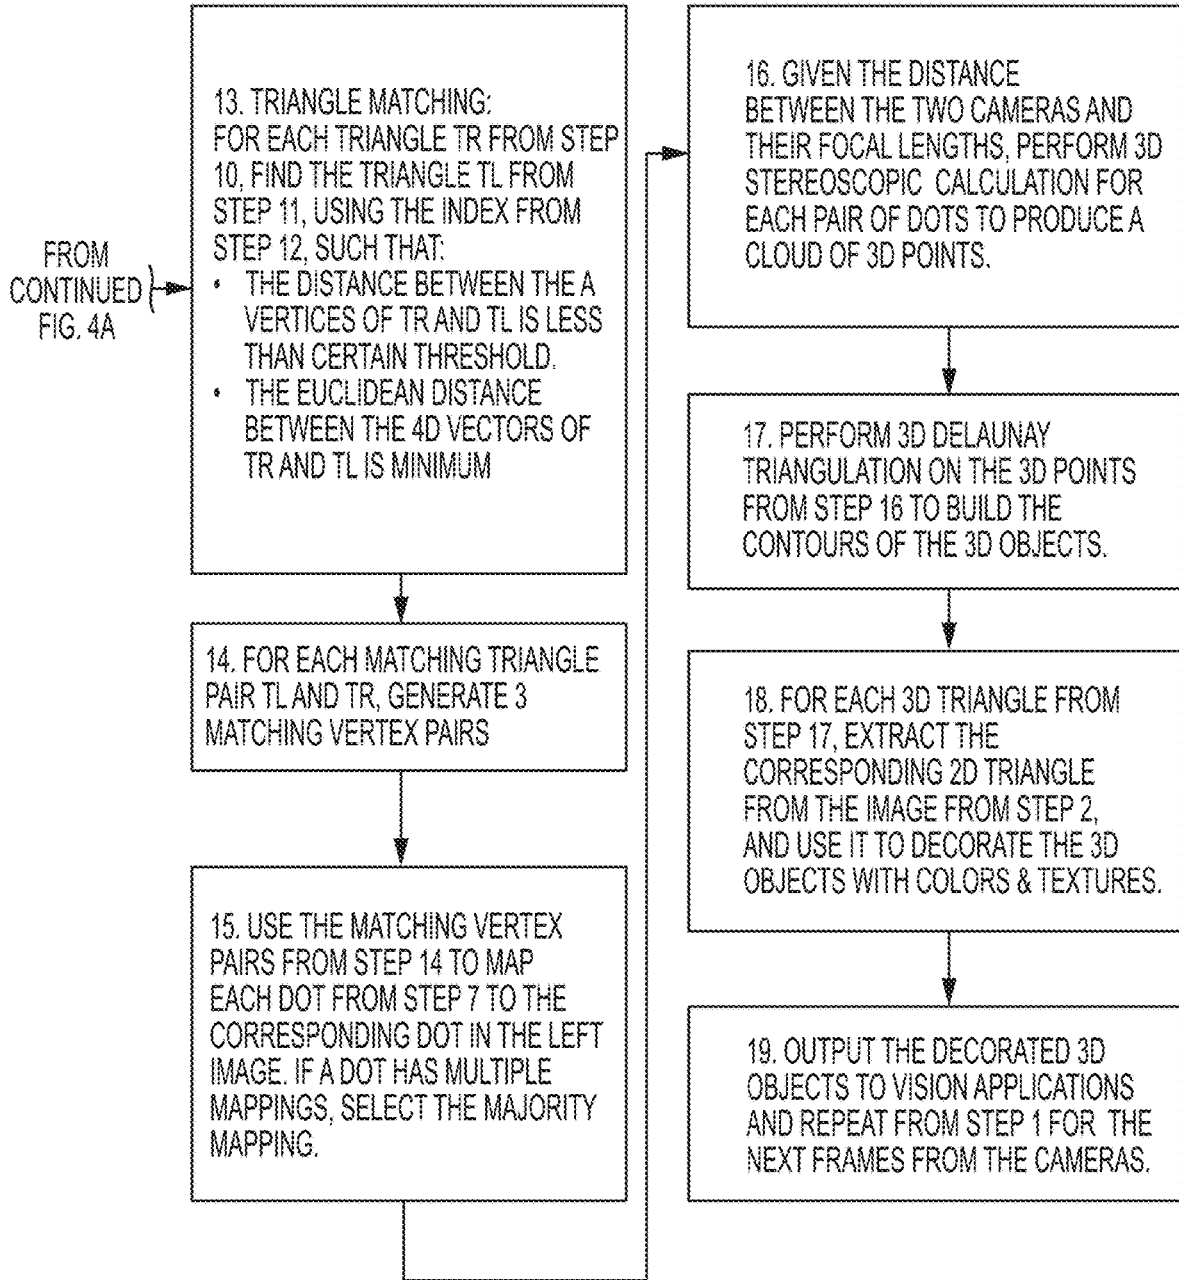 FROM
CONTINUED
FIG. 4A
13. TRIANGLE MATCHING:
FOR EACH TRIANGLE TR FROM STEP
10, FIND THE TRIANGLE TL FROM
STEP 11, USING THE INDEX FROM
STEP 12, SUCH THAT:
• THE DISTANCE BETWEEN THE A
VERTICES OF TR AND TL IS LESS
THAN CERTAIN THRESHOLD.
• THE EUCLIDEAN DISTANCE
BETWEEN THE 4D VECTORS OF
TR AND TL IS MINIMUM
14. FOR EACH MATCHING TRIANGLE
PAIR TL AND TR, GENERATE 3
MATCHING VERTEX PAIRS
15. USE THE MATCHING VERTEX
PAIRS FROM STEP 14 TO MAP
EACH DOT FROM STEP 7 TO THE
CORRESPONDING DOT IN THE LEFT
IMAGE. IF A DOT HAS MULTIPLE
MAPPINGS, SELECT THE MAJORITY
MAPPING.
16. GIVEN THE DISTANCE
BETWEEN THE TWO CAMERAS AND
THEIR FOCAL LENGTHS, PERFORM 3D
STEREOSCOPIC CALCULATION FOR
EACH PAIR OF DOTS TO PRODUCE A
CLOUD OF 3D POINTS.
17. PERFORM 3D DELAUNAY
TRIANGULATION ON THE 3D POINTS
FROM STEP 16 TO BUILD THE
CONTOURS OF THE 3D OBJECTS.
18. FOR EACH 3D TRIANGLE FROM
STEP 17, EXTRACT THE
CORRESPONDING 2D TRIANGLE
FROM THE IMAGE FROM STEP 2,
AND USE IT TO DECORATE THE 3D
OBJECTS WITH COLORS & TEXTURES.
19. OUTPUT THE DECORATED 3D
OBJECTS TO VISION APPLICATIONS
AND REPEAT FROM STEP 1 FOR THE
NEXT FRAMES FROM THE CAMERAS.